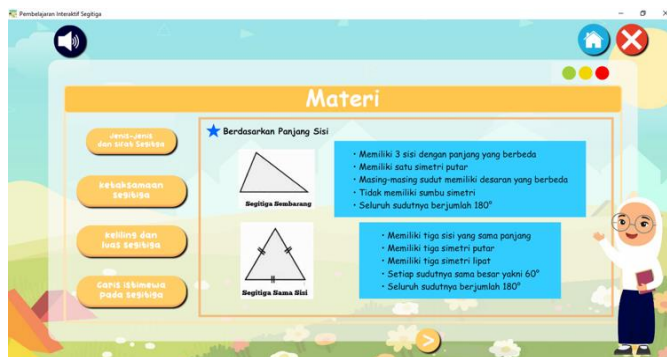 Pembelajaran Interaktif Segitiga
Materi
Jenis-Jenis
dan Sifat Segitiga
ketaksamaan
segitiga
keliling dan
luas segitiga
Garis istimewa
pada segitiga
Berdasarkan Panjang Sisi
Segitiga Sembarang
• Memiliki 3 sisi dengan panjang yang berbeda
• Memiliki satu simetri putar
• Masing-masing sudut memiliki desaran yang berbeda
• Tidak memiliki sumbu simetri
• Seluruh sudutnya berjumlah 180°
Segitiga Sama Sisi
• Memiliki tiga sisi yang sama panjang
• Memiliki tiga simetri putar
• Memiliki tiga simetri lipat
• Setiap sudutnya sama besar yakni 60°
• Seluruh sudutnya berjumlah 180°